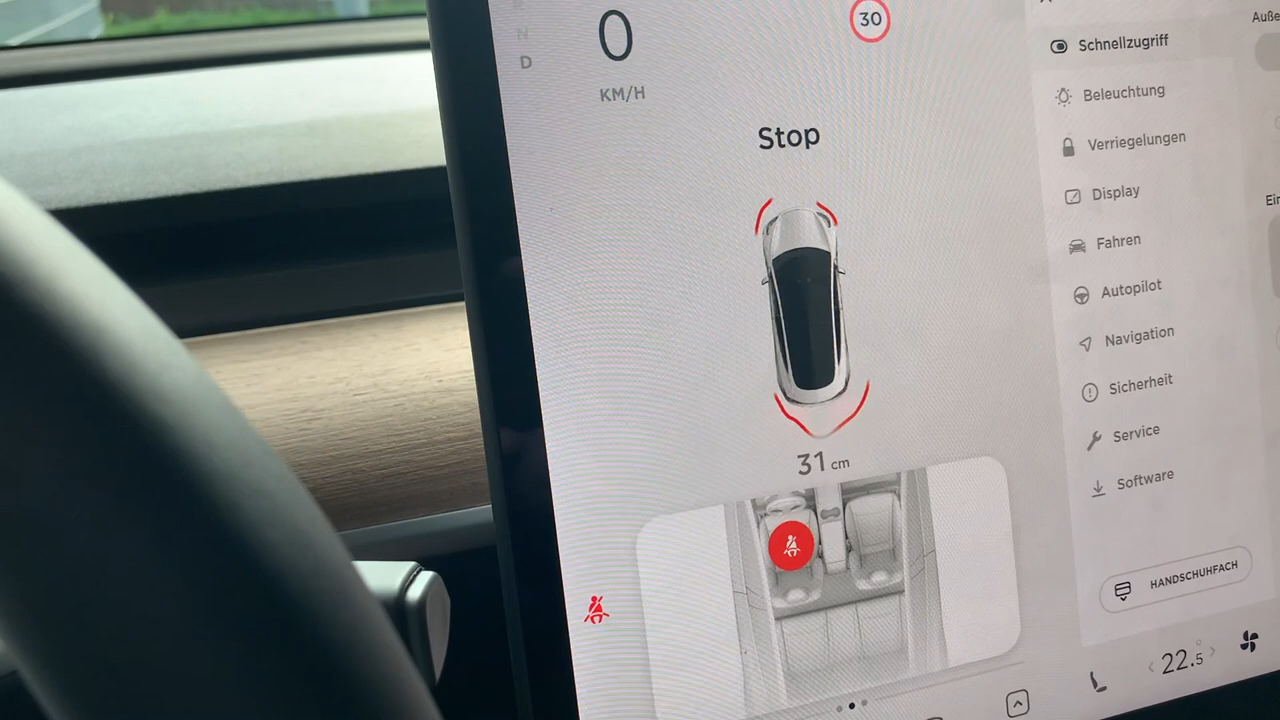 N
D
0
KM/H
30
Stop
31 cm
Schnellzugriff
Beleuchtung
Verriegelungen
Display
Fahren
Autopilot
Navigation
Sicherheit
Service
Software
HANDSCHUHFACH
22.5°